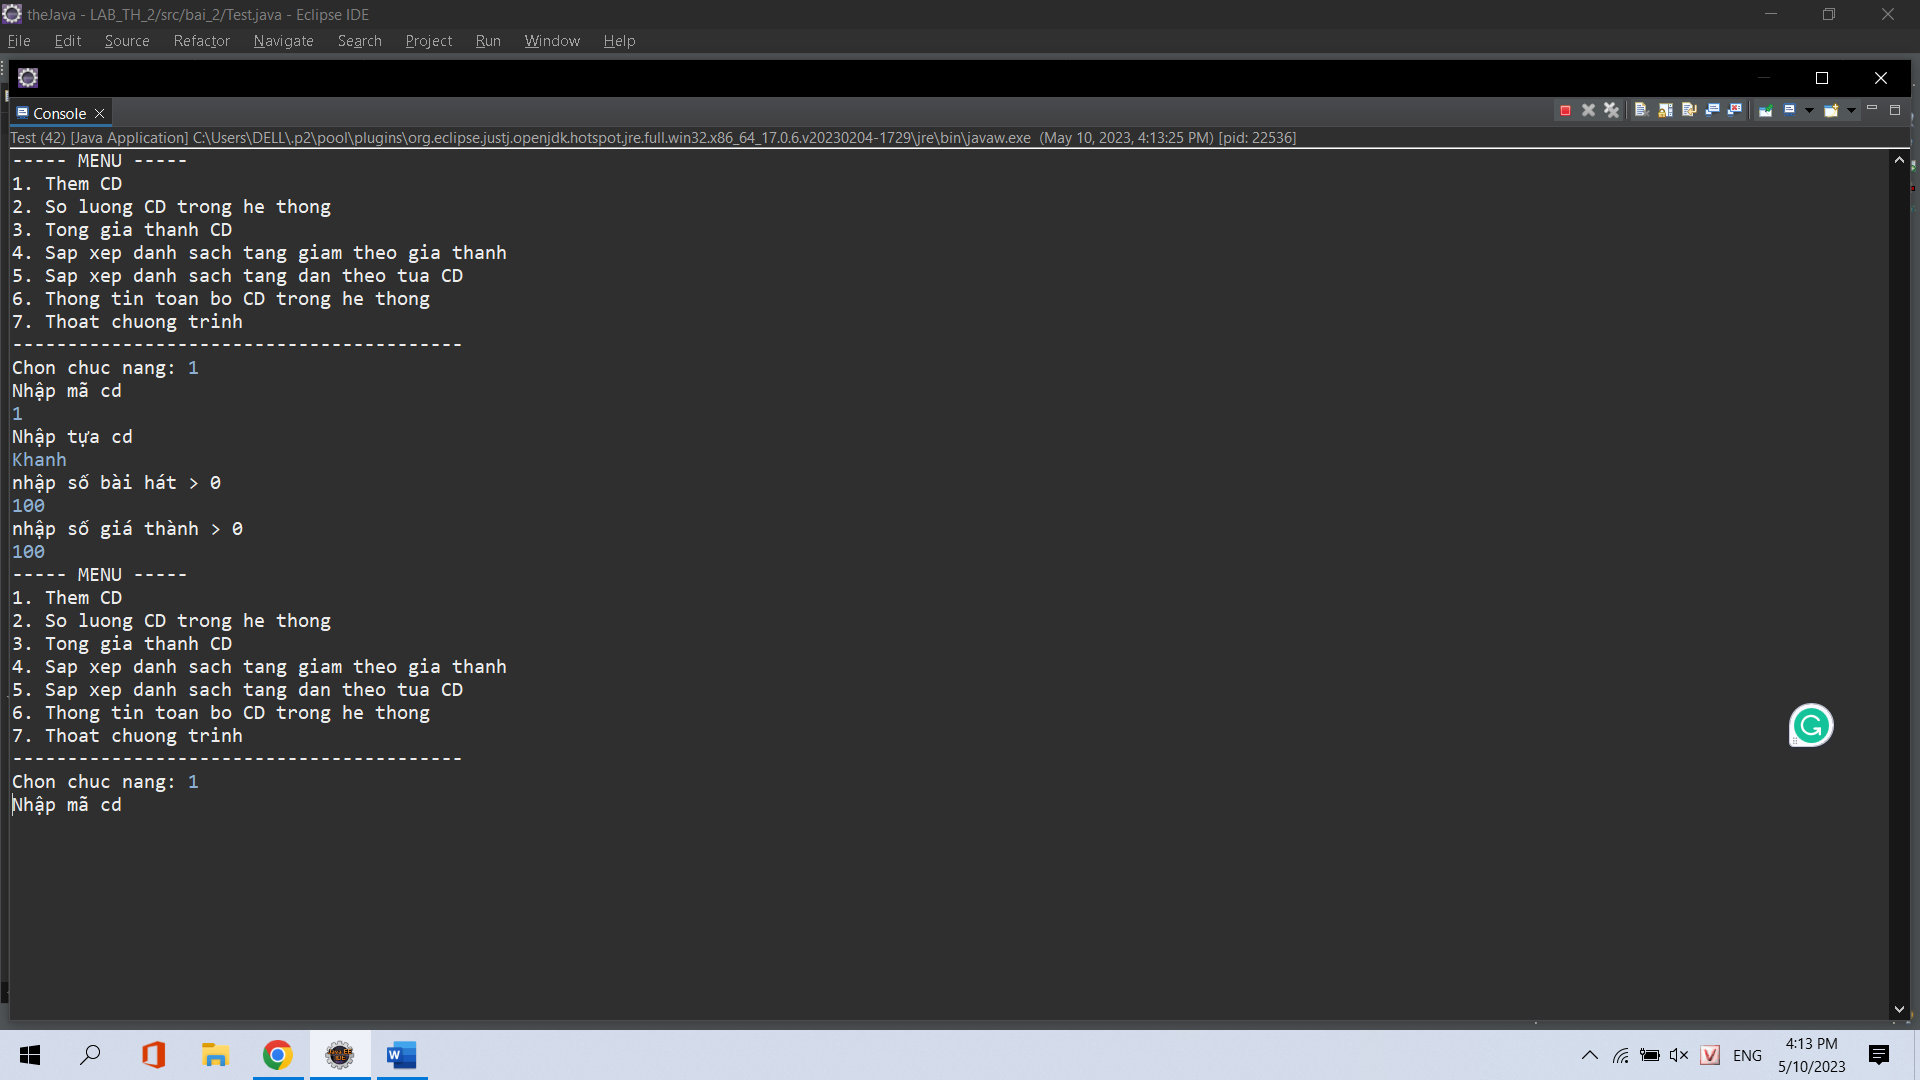 theJava - LAB_TH_2/src/bai_2/Test.java - Eclipse IDE
File Edit Source Refactor Navigate Search Project Run Window Help
Console
Test (42) [Java Application] C:\Users\DELL\.p2\pool\plugins\org.eclipse.justj.openjdk.hotspot.jre.full.win32.x86_64_17.0.6.v20230204-1729\jre\bin\javaw.exe (May 10, 2023, 4:13:25 PM) [pid: 22536]
----- MENU -----
1. Them CD
2. So luong CD trong he thong
3. Tong gia thanh CD
4. Sap xep danh sach tang giam theo gia thanh
5. Sap xep danh sach tang dan theo tua CD
6. Thong tin toan bo CD trong he thong
7. Thoat chuong trinh
-----------------------------------------
Chon chuc nang: 1
Nhập mã cd
1
Nhập tựa cd
Khanh
nhập số bài hát > 0
100
nhập số giá thành > 0
100
----- MENU -----
1. Them CD
2. So luong CD trong he thong
3. Tong gia thanh CD
4. Sap xep danh sach tang giam theo gia thanh
5. Sap xep danh sach tang dan theo tua CD
6. Thong tin toan bo CD trong he thong
7. Thoat chuong trinh
-----------------------------------------
Chon chuc nang: 1
Nhập mã cd
ENG
4:13 PM
5/10/2023